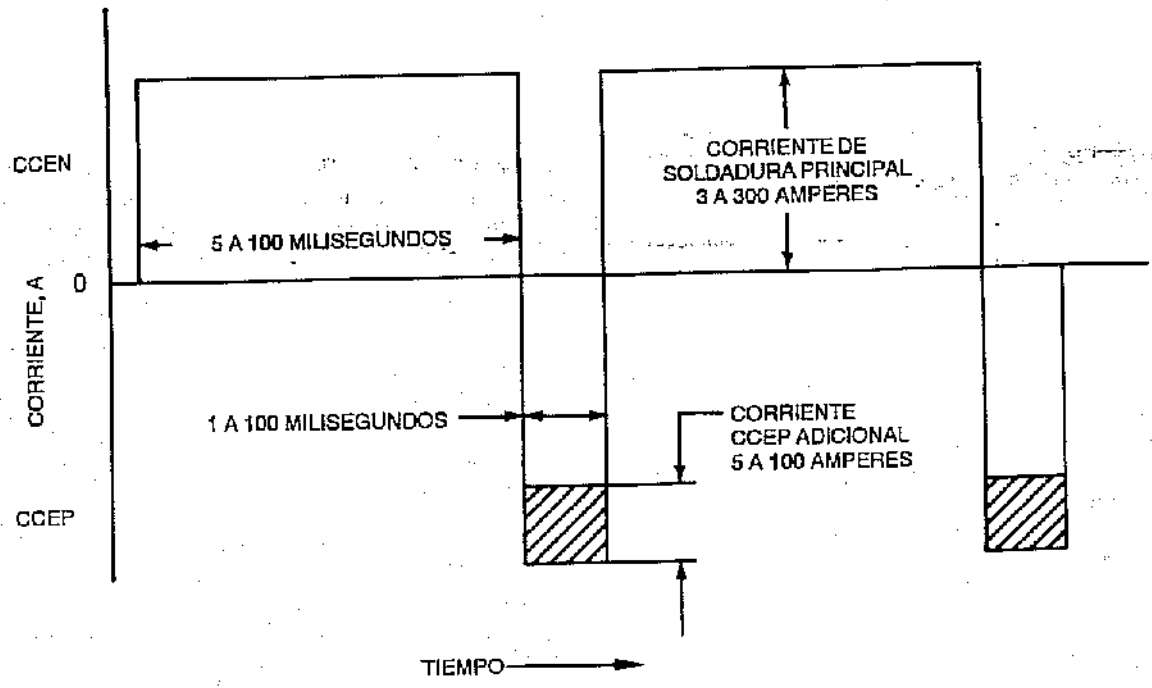 CCEN
CORRIENTE DE
SOLDADURA PRINCIPAL
3 A 300 AMPERES
5 A 100 MILISEGUNDOS
0
CORRIENTE, A
1 A 100 MILISEGUNDOS
CORRIENTE
CCEP ADICIONAL
5 A 100 AMPERES
CCEP
TIEMPO